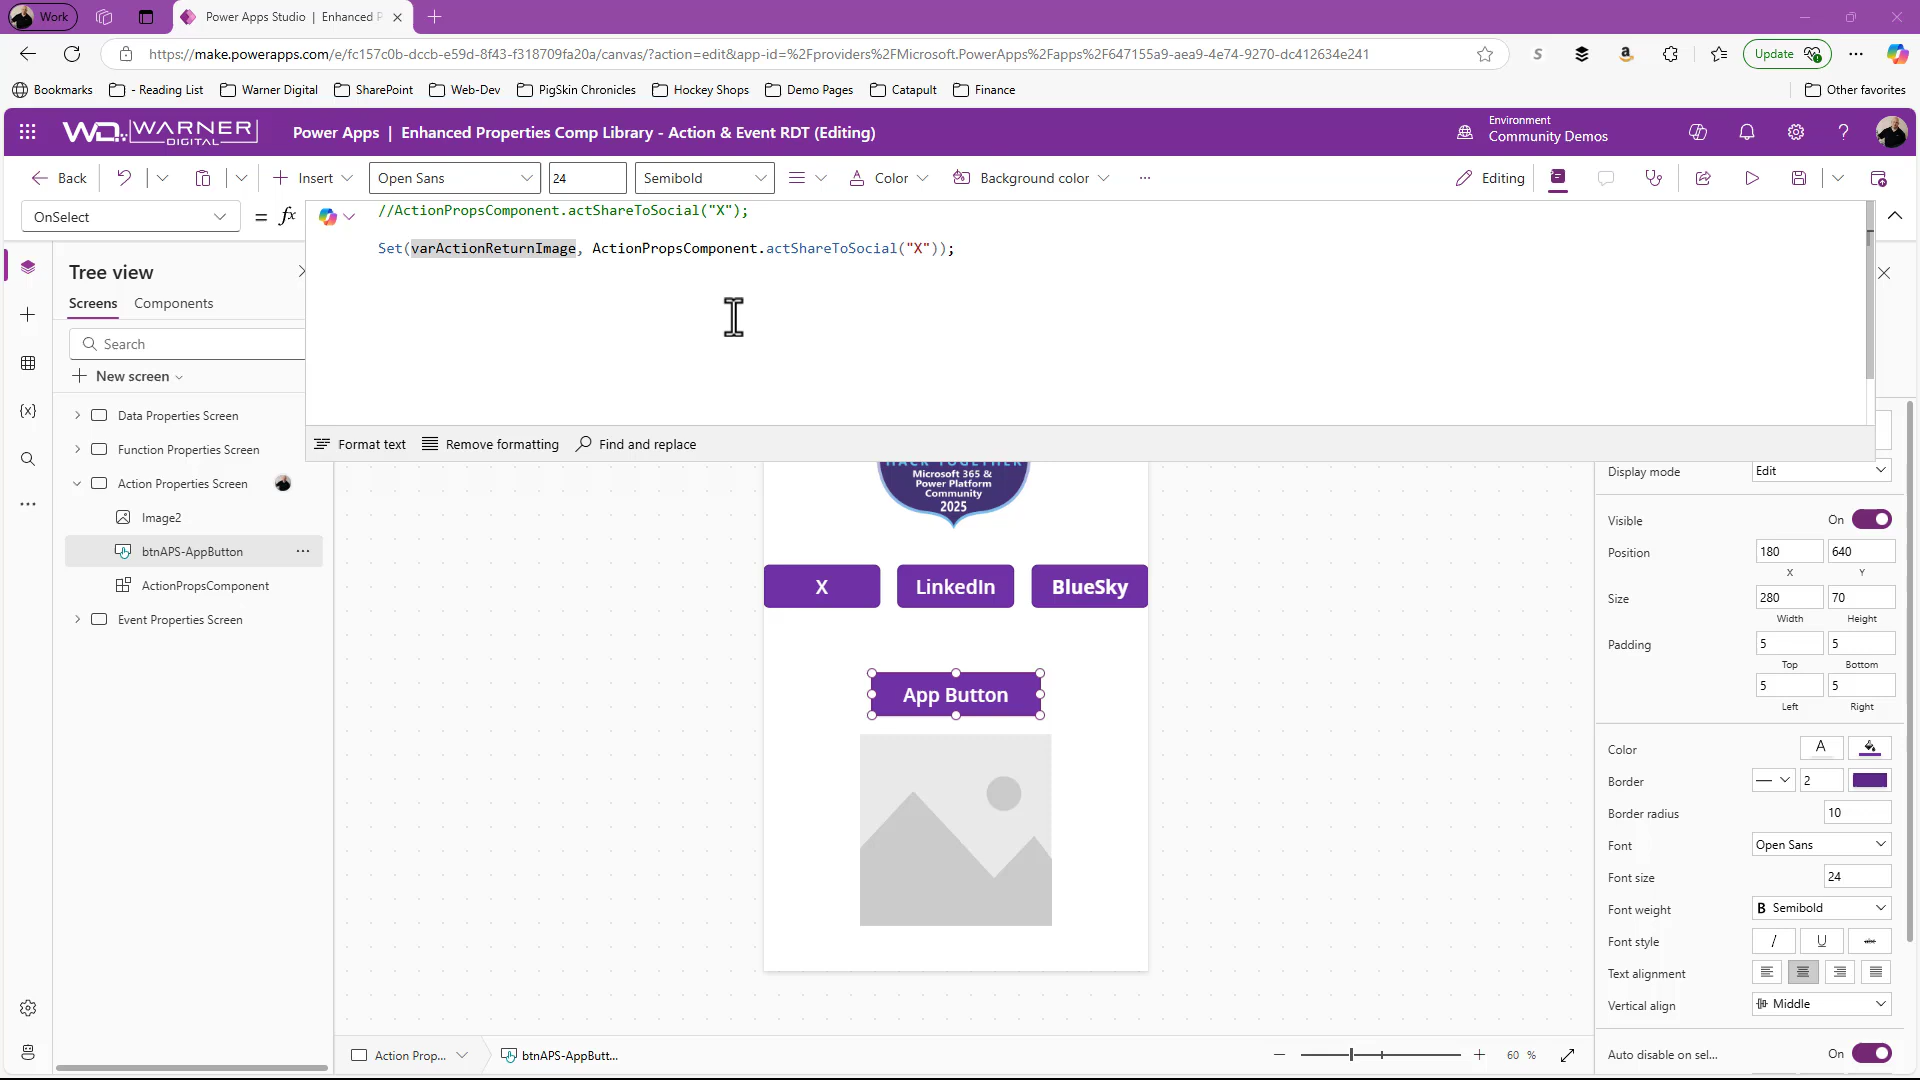 Work
Power Apps Studio | Enhanced P
https://make.powerapps.com/e/fc157c0b-dccb-e59d-8f43-f318709fa20a/canvas/?action=edit&app-id=%2Fproviders%2FMicrosoft.PowerApps%2Fapps%2F647155a9-aea9-4e74-9270-dc412634e241
Update
Bookmarks
- Reading List
Warner Digital
SharePoint
Web-Dev
PigSkin Chronicles
Hockey Shops
Demo Pages
Catapult
Finance
Other favorites
WD WARNER DIGITAL
Power Apps | Enhanced Properties Comp Library - Action & Event RDT (Editing)
Environment
Community Demos
Back
Insert
Open Sans
24
Semibold
Color
Background color
Editing
OnSelect
= fx
//ActionPropsComponent.actShareToSocial("X");
Set(varActionReturnImage, ActionPropsComponent.actShareToSocial("X"));
Format text
Remove formatting
Find and replace
Tree view
Screens
Components
Search
New screen
Data Properties Screen
Function Properties Screen
Action Properties Screen
Image2
btnAPS-AppButton
ActionPropsComponent
Event Properties Screen
HACK TOGETHER
Microsoft 365 &
Power Platform
Community
2025
X
LinkedIn
BlueSky
App Button
Display mode
Edit
Visible
On
Position
180
640
X
Y
Size
280
70
Width
Height
Padding
5
5
Top
Bottom
5
5
Left
Right
Color
A
Border
2
Border radius
10
Font
Open Sans
Font size
24
Font weight
B Semibold
Font style
/
U
abc
Text alignment
Vertical align
Middle
Auto disable on sel...
On
Action Prop...
btnAPS-AppButt...
60 %